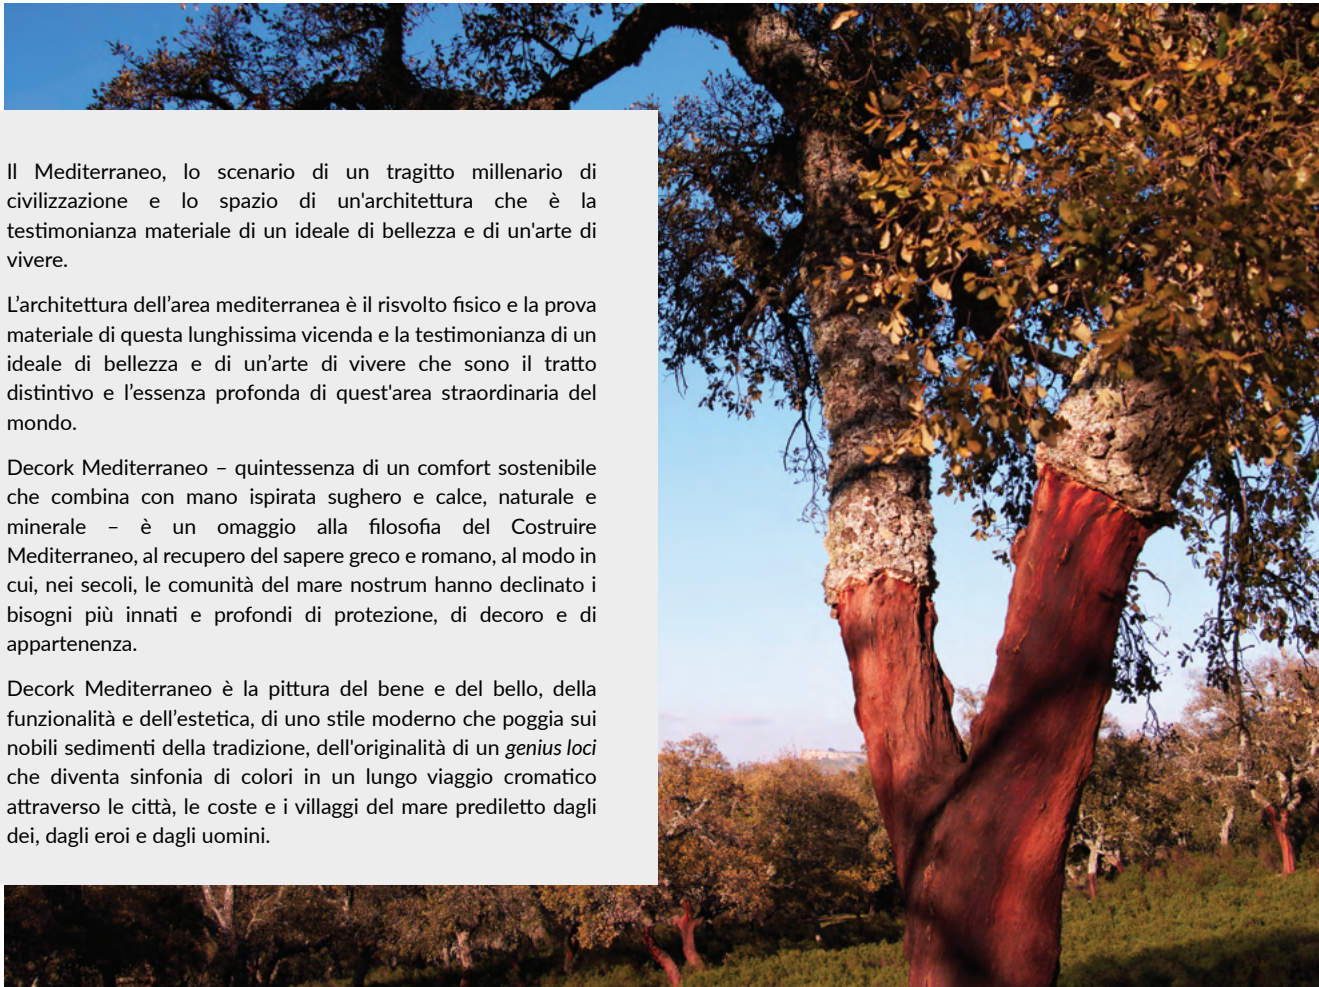 Il Mediterraneo, lo scenario di un tragitto millenario di
civilizzazione e lo spazio di un'architettura che è la
testimonianza materiale di un ideale di bellezza e di un'arte di
vivere.
L’architettura dell’area mediterranea è il risvolto fisico e la prova
materiale di questa lunghissima vicenda e la testimonianza di un
ideale di bellezza e di un’arte di vivere che sono il tratto
distintivo e l’essenza profonda di quest'area straordinaria del
mondo.
Decork Mediterraneo – quintessenza di un comfort sostenibile
che combina con mano ispirata sughero e calce, naturale e
minerale – è un omaggio alla filosofia del Costruire
Mediterraneo, al recupero del sapere greco e romano, al modo in
cui, nei secoli, le comunità del mare nostrum hanno declinato i
bisogni più innati e profondi di protezione, di decoro e di
appartenenza.
Decork Mediterraneo è la pittura del bene e del bello, della
funzionalità e dell’estetica, di uno stile moderno che poggia sui
nobili sedimenti della tradizione, dell'originalità di un genius loci
che diventa sinfonia di colori in un lungo viaggio cromatico
attraverso le città, le coste e i villaggi del mare prediletto dagli
dei, dagli eroi e dagli uomini.